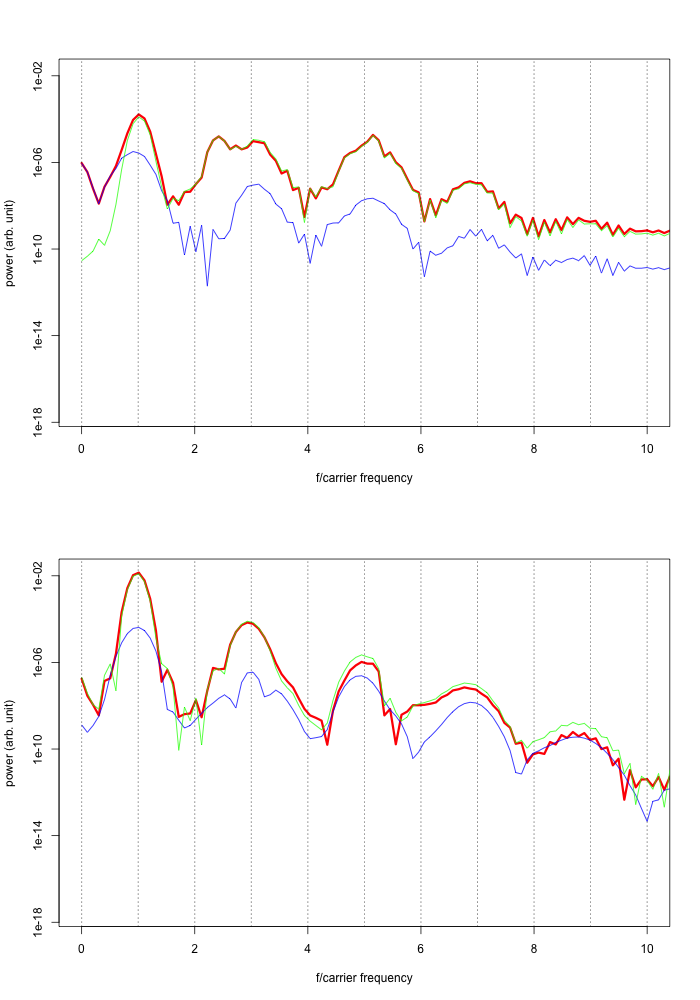 power (arb. unit)
1e-02
1e-06
1e-10
1e-14
1e-18
0 2 4 6 8 10
f/carrier frequency
power (arb. unit)
1e-02
1e-06
1e-10
1e-14
1e-18
0 2 4 6 8 10
f/carrier frequency